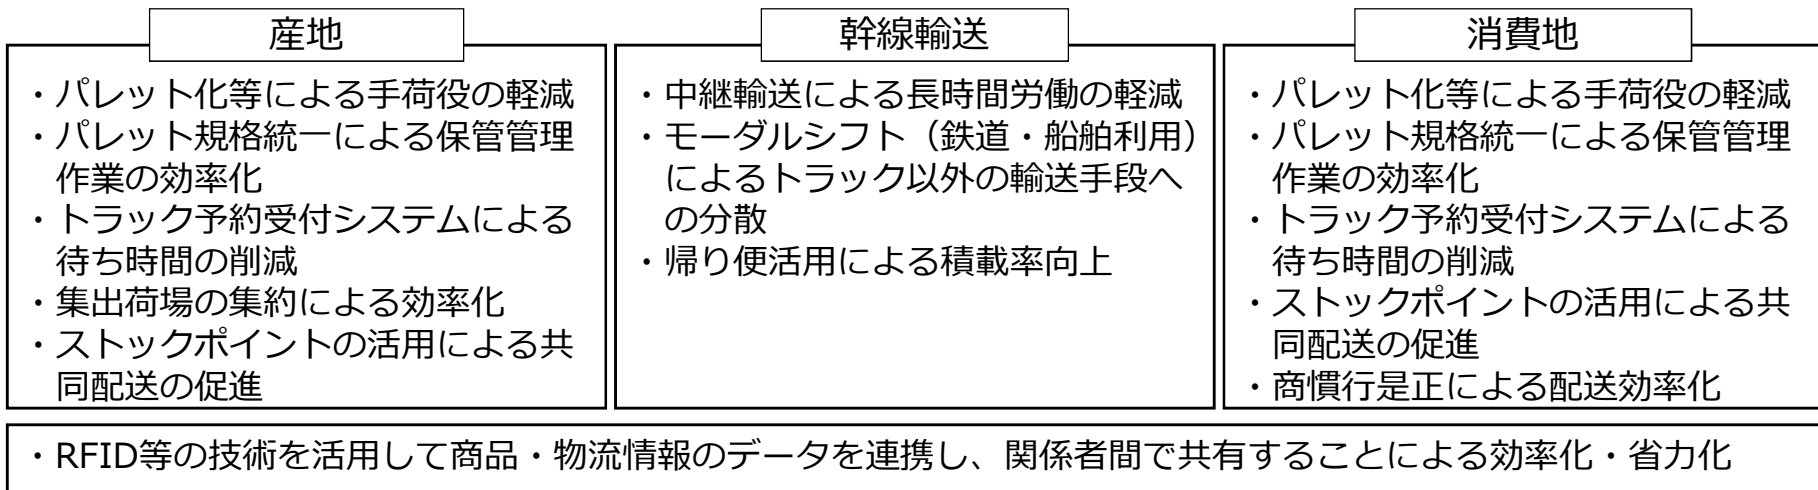 産地
・パレット化等による手荷役の軽減
・パレット規格統一による保管管理
作業の効率化
・トラック予約受付システムによる
待ち時間の削減
・集出荷場の集約による効率化
・ストックポイントの活用による共
同配送の促進
幹線輸送
・中継輸送による長時間労働の軽減
・モーダルシフト（鉄道・船舶利用）
によるトラック以外の輸送手段へ
の分散
・帰り便活用による積載率向上
消費地
・パレット化等による手荷役の軽減
・パレット規格統一による保管管理
作業の効率化
・トラック予約受付システムによる
待ち時間の削減
・ストックポイントの活用による共
同配送の促進
・商慣行是正による配送効率化
・RFID等の技術を活用して商品・物流情報のデータを連携し、関係者間で共有することによる効率化・省力化